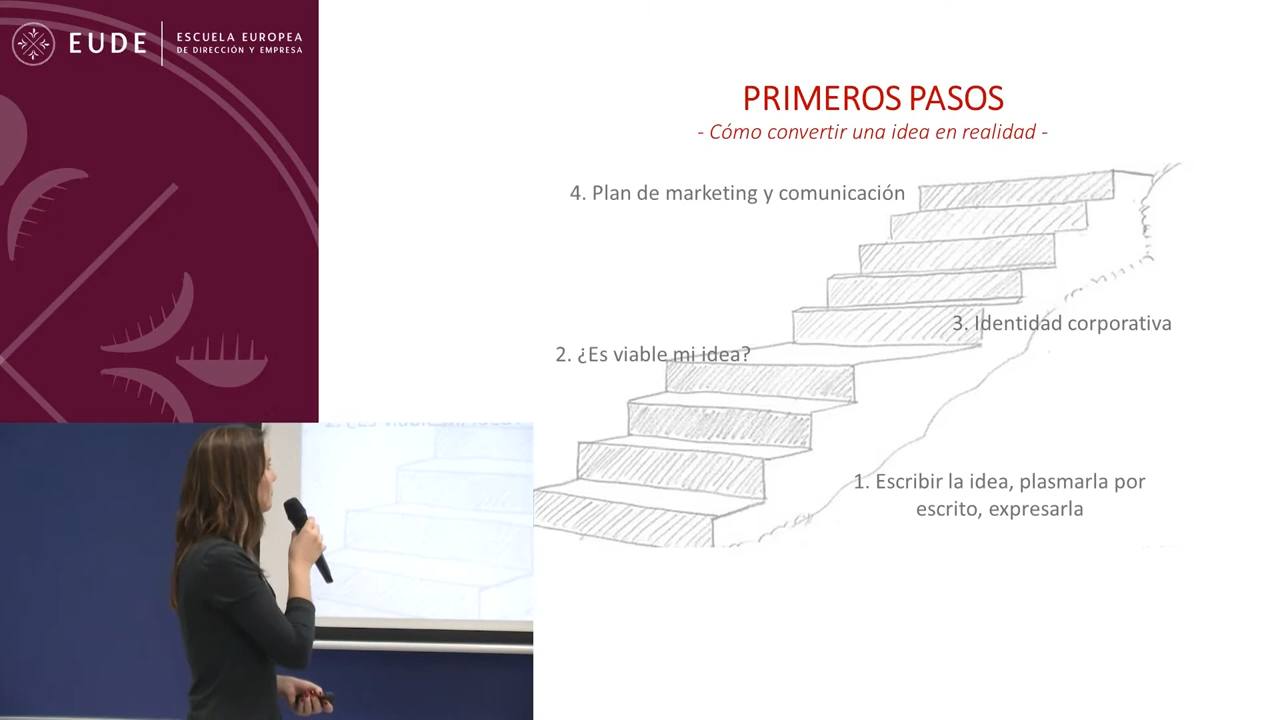 EUDE
ESCUELA EUROPEA
DE DIRECCIÓN Y EMPRESA
PRIMEROS PASOS
- Cómo convertir una idea en realidad -
4. Plan de marketing y comunicación
3. Identidad corporativa
2. ¿Es viable mi idea?
1. Escribir la idea, plasmarla por
escrito, expresarla